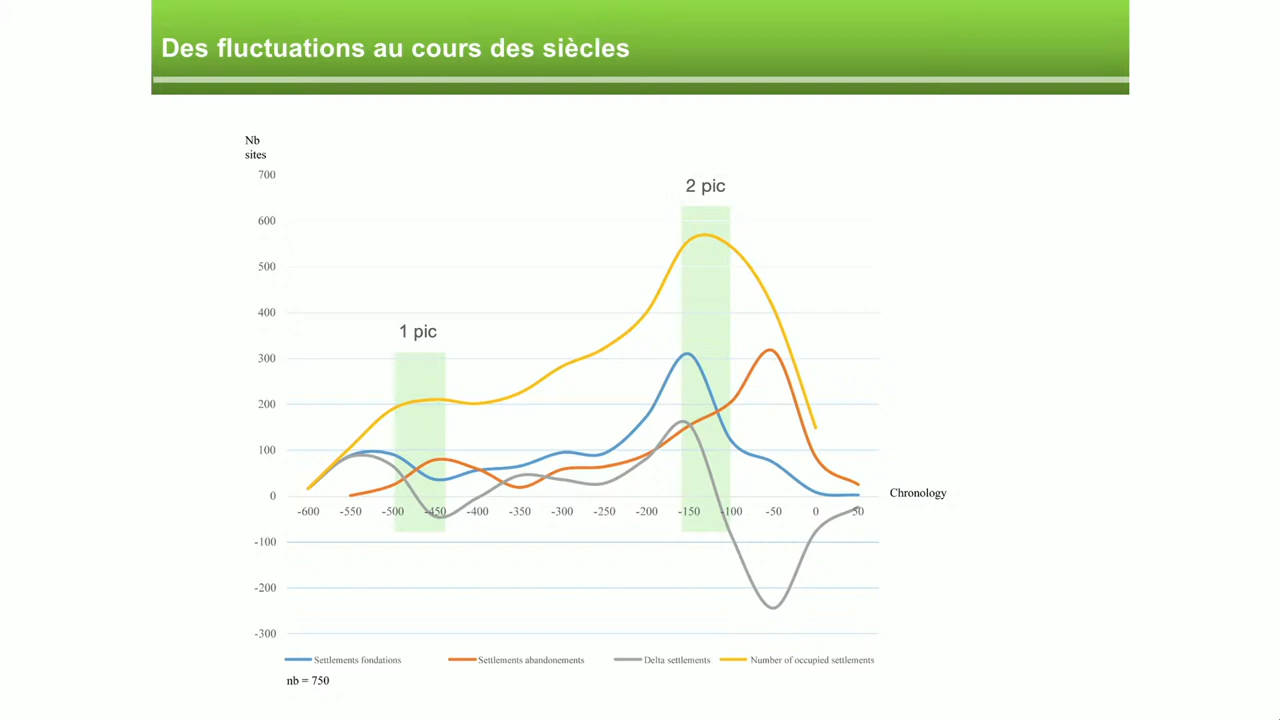 Des fluctuations au cours des siècles
Nb
sites
700
2 pic
600
500
400
1 pic
300
200
100
0
Chronology
-600 -550 -500 -450 -400 -350 -300 -250 -200 -150 -100 -50 0 50
-100
-200
-300
Settlements fondations Settlements abandonements Delta settlements Number of occupied settlements
nb = 750